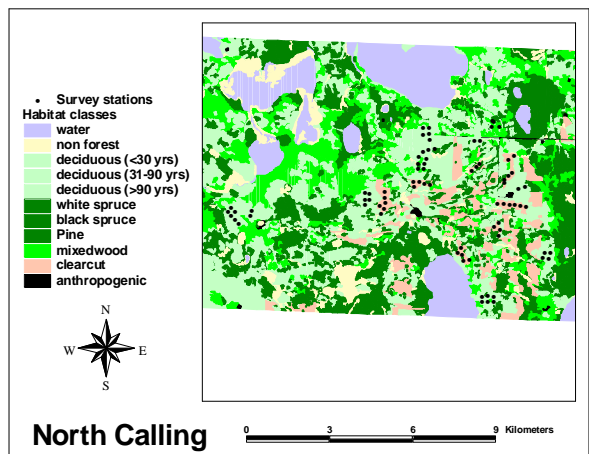 Survey stations
Habitat classes
water
non forest
deciduous (<30 yrs)
deciduous (31-90 yrs)
deciduous (>90 yrs)
white spruce
black spruce
Pine
mixedwood
clearcut
anthropogenic
N
W E
S
North Calling
0 3 6 9 Kilometers